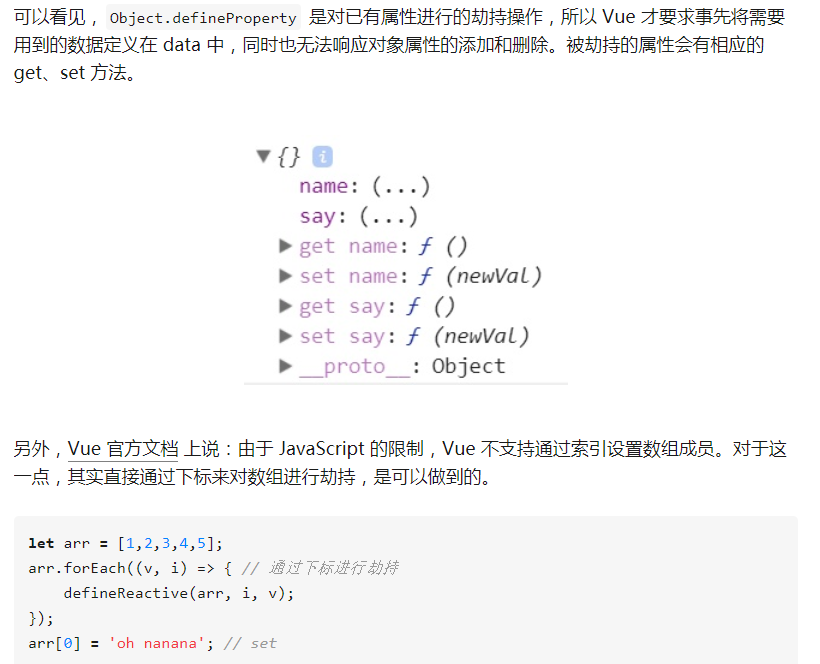 可以看见，Object.defineProperty 是对已有属性进行的劫持操作，所以 Vue 才要求事先将需要
用到的数据定义在 data 中，同时也无法响应对象属性的添加和删除。被劫持的属性会有相应的
get、set 方法。
▼{} i
name: (...)
say: (...)
▶get name: ƒ ()
▶set name: ƒ (newVal)
▶get say: ƒ ()
▶set say: ƒ (newVal)
▶__proto__: Object
另外，Vue 官方文档 上说：由于 JavaScript 的限制，Vue 不支持通过索引设置数组成员。对于这
一点，其实直接通过下标来对数组进行劫持，是可以做到的。
let arr = [1,2,3,4,5];
arr.forEach((v, i) => { // 通过下标进行劫持
    defineReactive(arr, i, v);
});
arr[0] = 'oh nanana'; // set